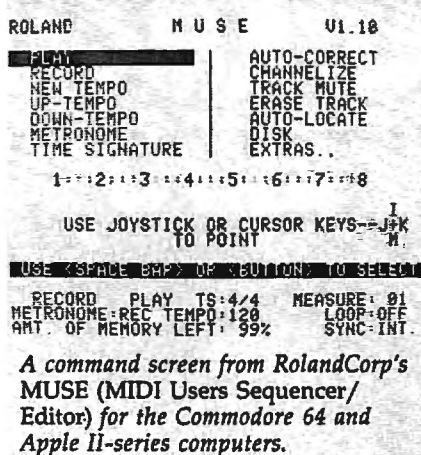 ROLAND M U S E V1.18
PLAY AUTO-CORRECT
RECORD CHANNELIZE
NEW TEMPO TRACK MUTE
UP-TEMPO ERASE TRACK
DOWN-TEMPO AUTO-LOCATE
METRONOME DISK
TIME SIGNATURE EXTRAS..
1 2 3 4 5 6 7 8
I
USE JOYSTICK OR CURSOR KEYS--J+K
TO POINT M
USE <SPACE BAR> OR <BUTTON> TO SELECT
RECORD PLAY TS:4/4 MEASURE: 01
METRONOME:REC TEMPO:120 LOOP:OFF
AMT. OF MEMORY LEFT: 99% SYNC:INT.
A command screen from RolandCorp's
MUSE (MIDI Users Sequencer/
Editor) for the Commodore 64 and
Apple II-series computers.